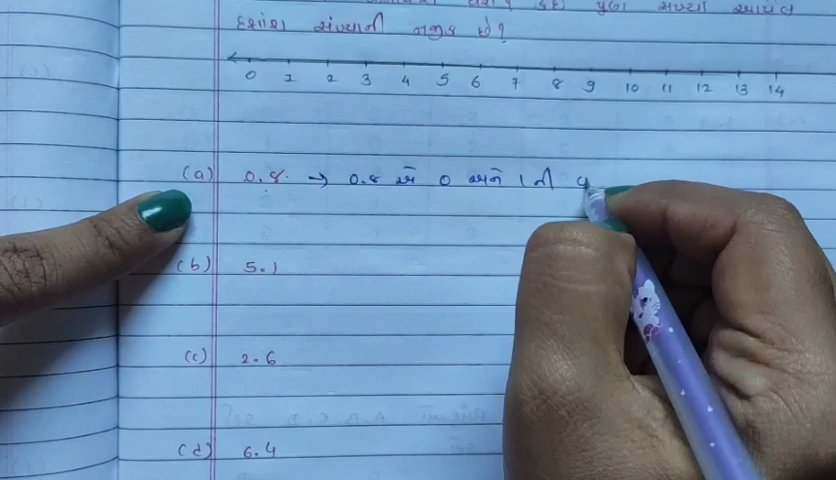 દશાંશ સંખ્યાની નજીક છે?
0 1 2 3 4 5 6 7 8 9 10 11 12 13 14
(a) 0.8 → 0.8 એ 0 અને 1 ની વ
(b) 5.1
(c) 2.6
(d) 6.4